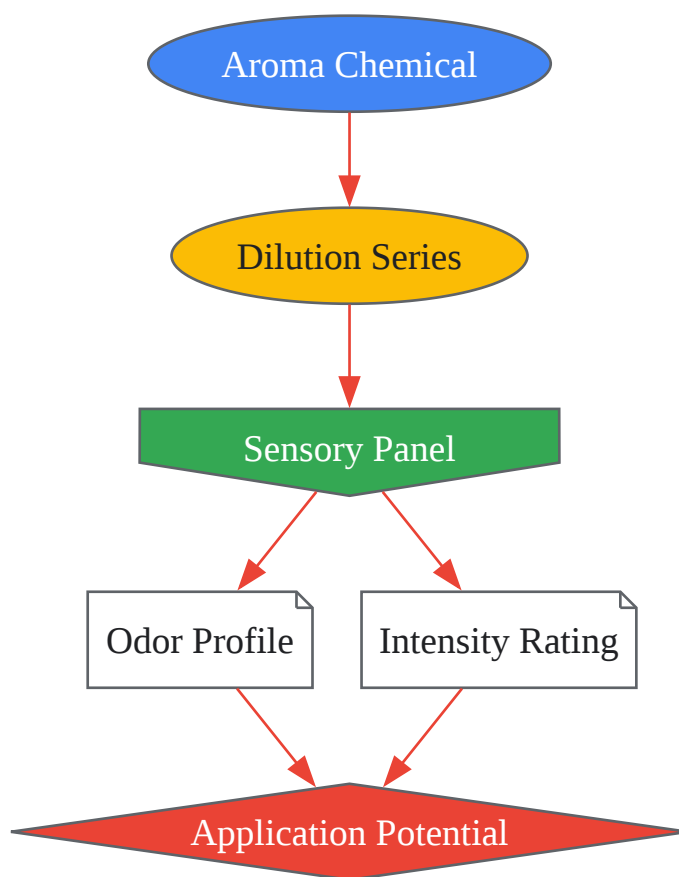 Aroma Chemical
Dilution Series
Sensory Panel
Odor Profile
Intensity Rating
Application Potential